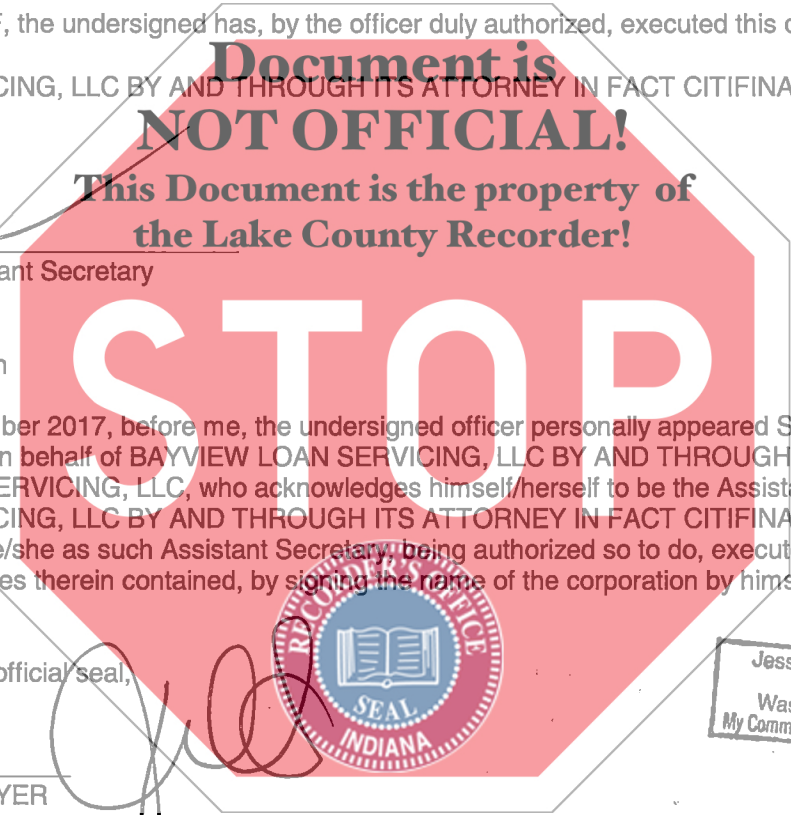 F, the undersigned has, by the officer duly authorized, executed this
Document is
CING, LLC BY AND THROUGH ITS ATTORNEY IN FACT CITIFINA
NOT OFFICIAL!
This Document is the property of
the Lake County Recorder!
ant Secretary
STOP
n
ber 2017, before me, the undersigned officer personally appeared S
n behalf of BAYVIEW LOAN SERVICING, LLC BY AND THROUGH
ERVICING, LLC, who acknowledges himself/herself to be the Assista
CING, LLC BY AND THROUGH ITS ATTORNEY IN FACT CITIFINA
e/she as such Assistant Secretary, being authorized so to do, execut
es therein contained, by signing the name of the corporation by hims
RECORDER'S OFFICE
SEAL
INDIANA
official seal,
Jess
Was
My Comm
YER